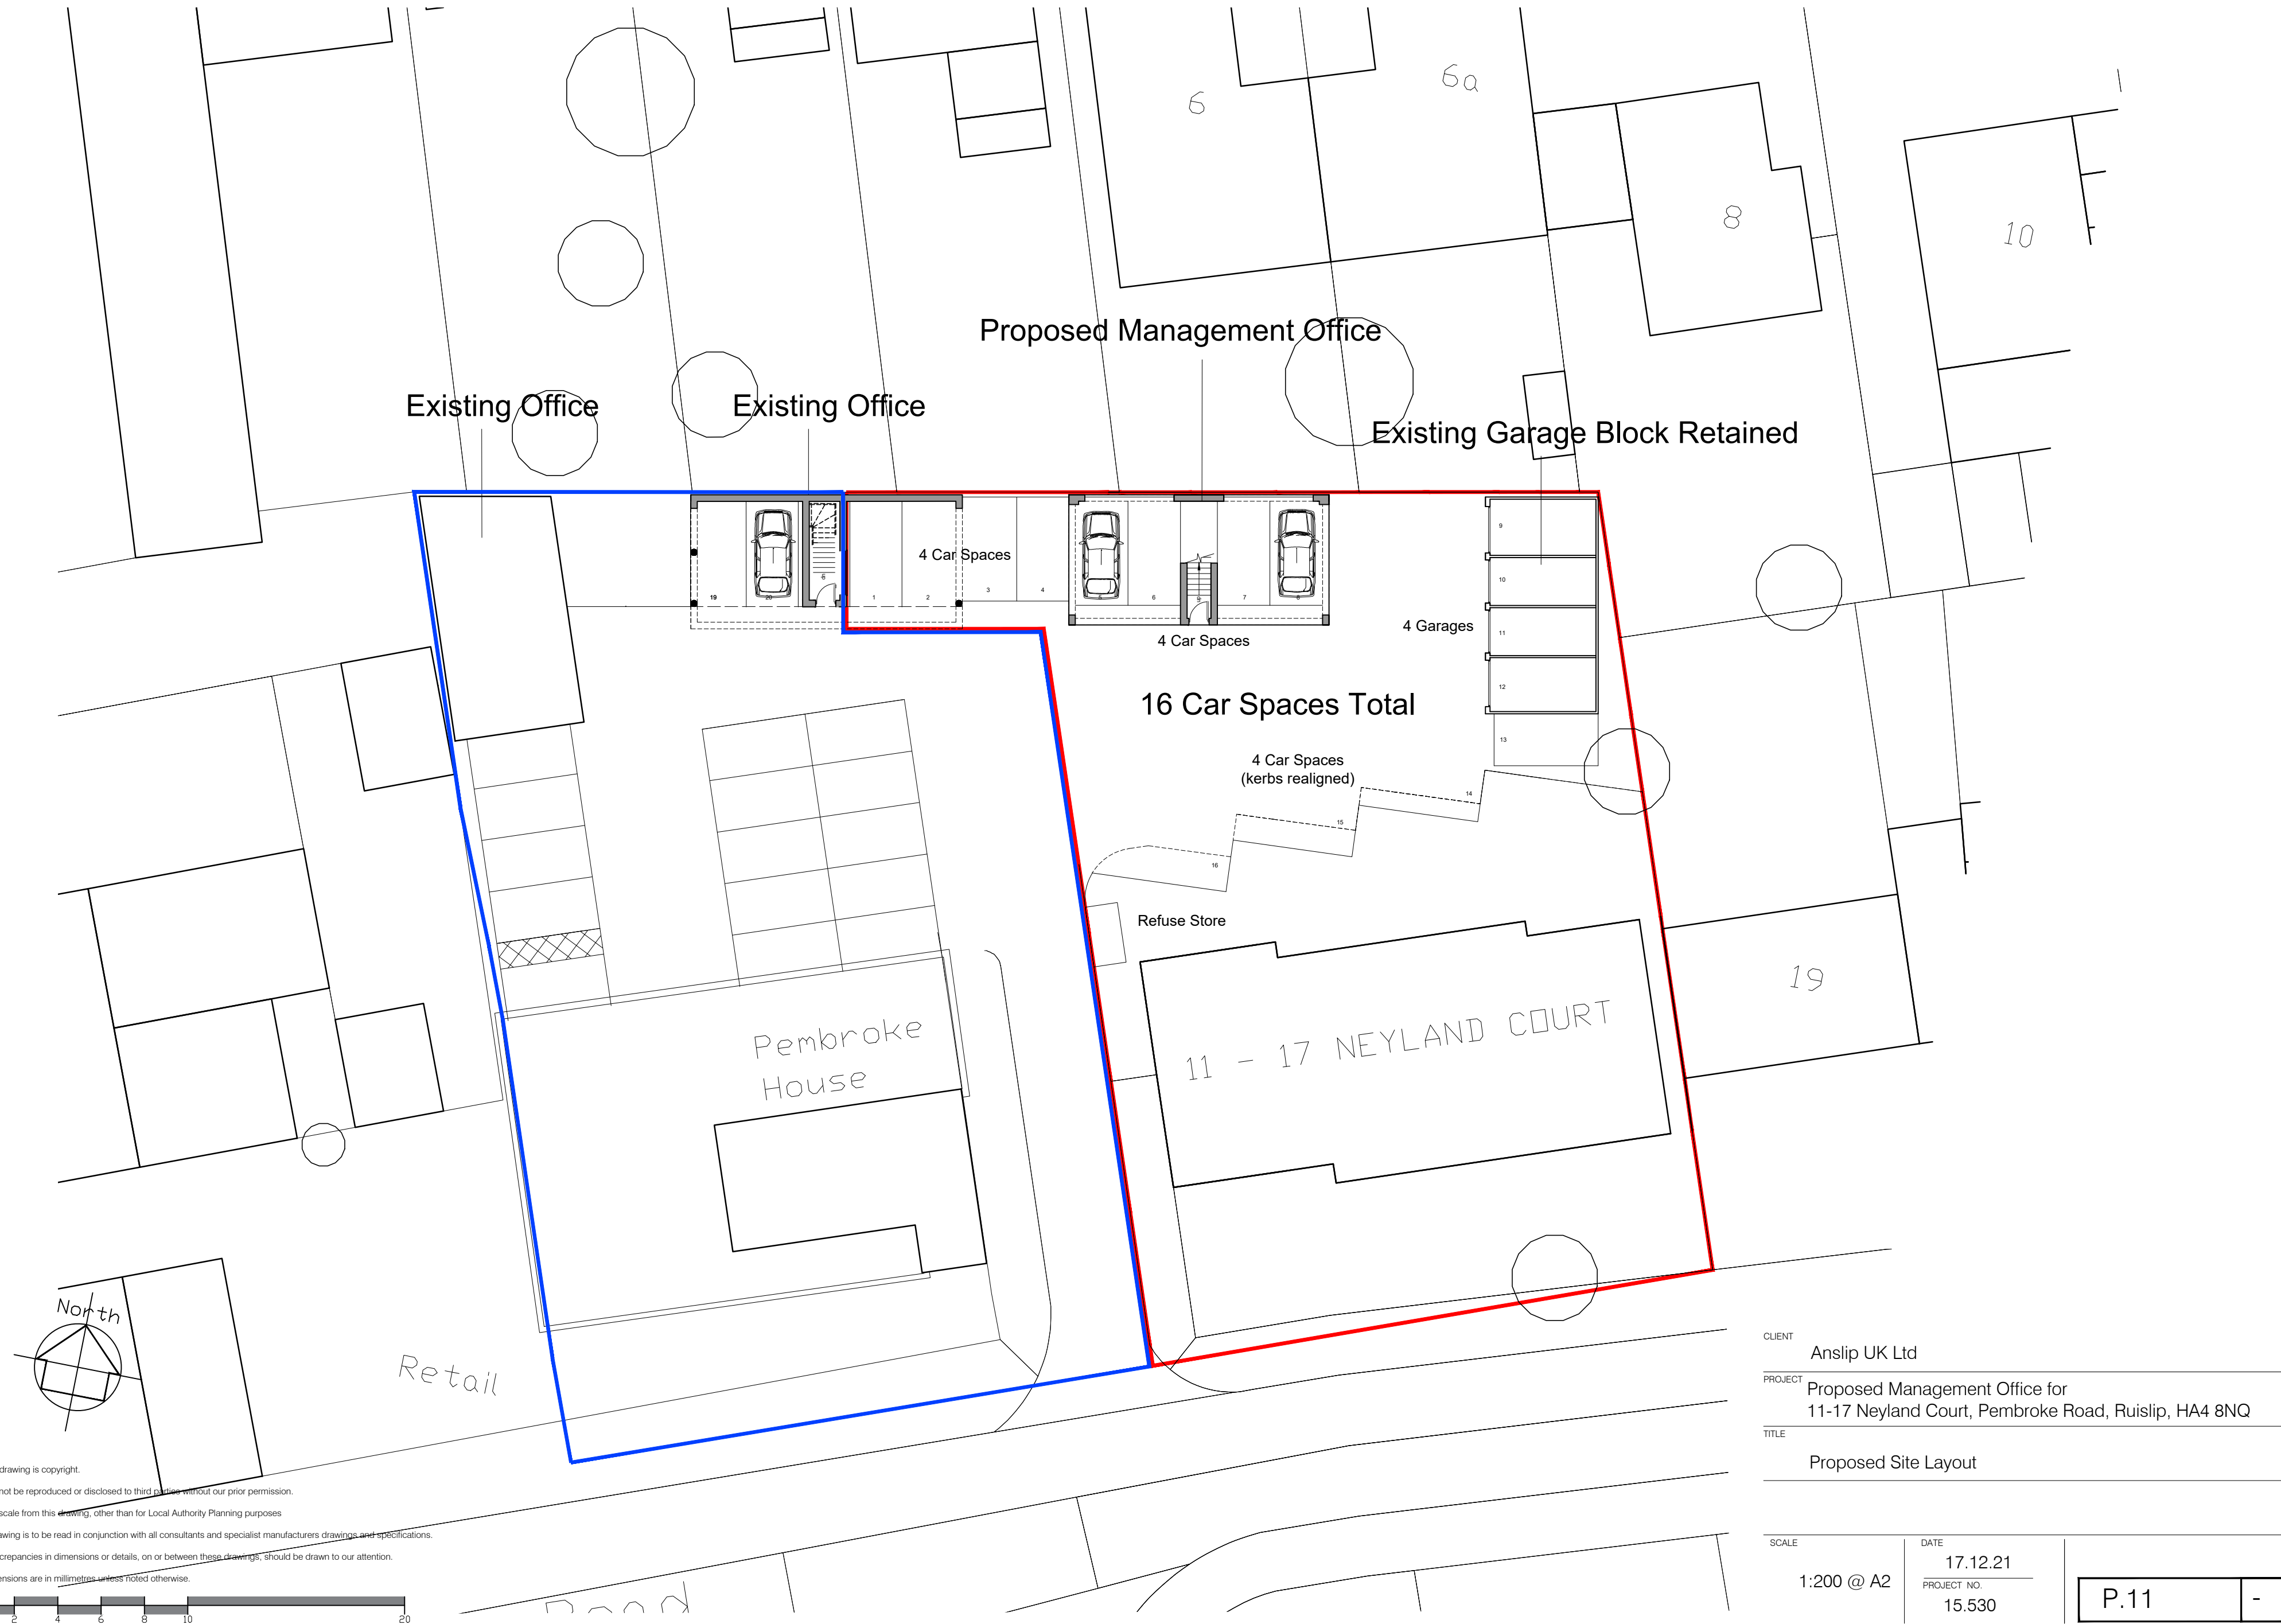 6
6a
8
10
Proposed Management Office
Existing Office
Existing Office
Existing Garage Block Retained
4 Car Spaces
19
20
1
2
3
4
5
6
7
8
9
10
11
12
13
4 Garages
4 Car Spaces
16 Car Spaces Total
4 Car Spaces
(kerbs realigned)
14
15
16
Refuse Store
19
11 - 17 NEYLAND COURT
Pembroke
House
North
Retail
Road
CLIENT
Anslip UK Ltd
PROJECT
Proposed Management Office for
11-17 Neyland Court, Pembroke Road, Ruislip, HA4 8NQ
TITLE
Proposed Site Layout
SCALE
1:200 @ A2
DATE
17.12.21
PROJECT NO.
15.530
P.11
-
drawing is copyright.
not be reproduced or disclosed to third parties without our prior permission.
scale from this drawing, other than for Local Authority Planning purposes
awing is to be read in conjunction with all consultants and specialist manufacturers drawings and specifications.
crepancies in dimensions or details, on or between these drawings, should be drawn to our attention.
ensions are in millimetres unless noted otherwise.
2 4 6 8 10 20